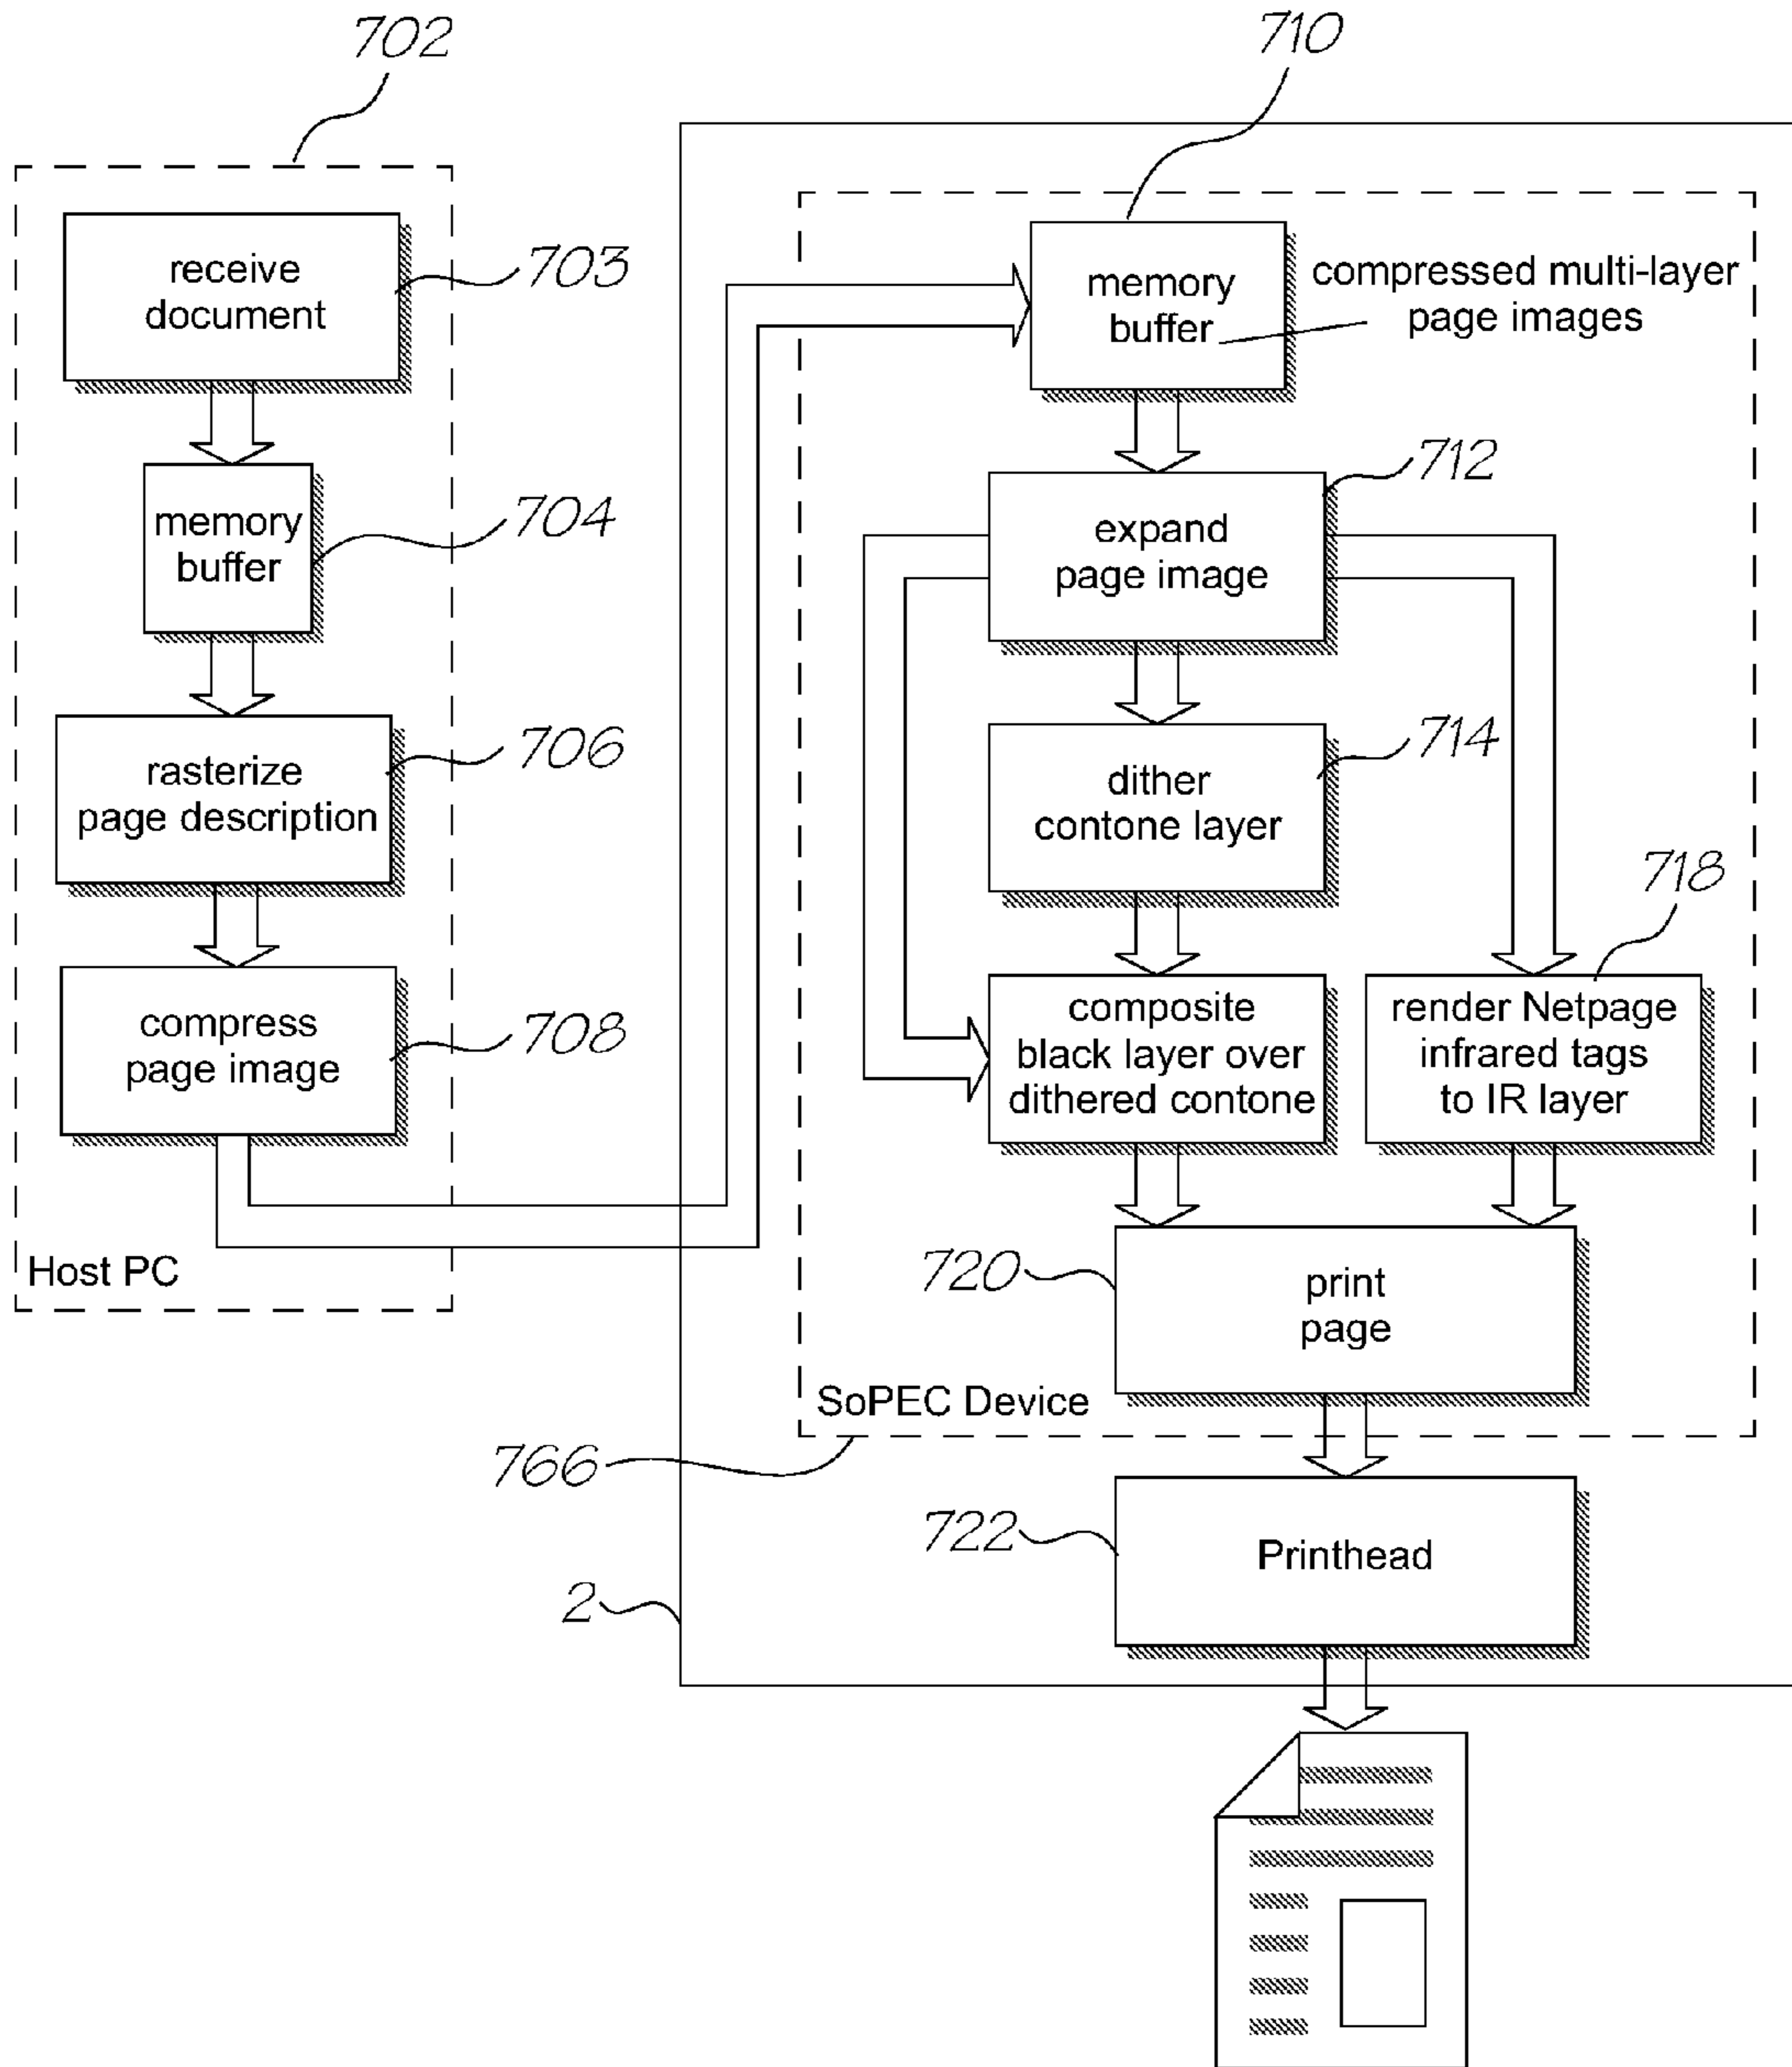 702
710
receive
document
703
memory
buffer
compressed multi-layer
page images
memory
buffer
704
expand
page image
712
rasterize
page description
706
dither
contone layer
714
718
compress
page image
708
composite
black layer over
dithered contone
render Netpage
infrared tags
to IR layer
Host PC
720
print
page
SoPEC Device
766
722
Printhead
2